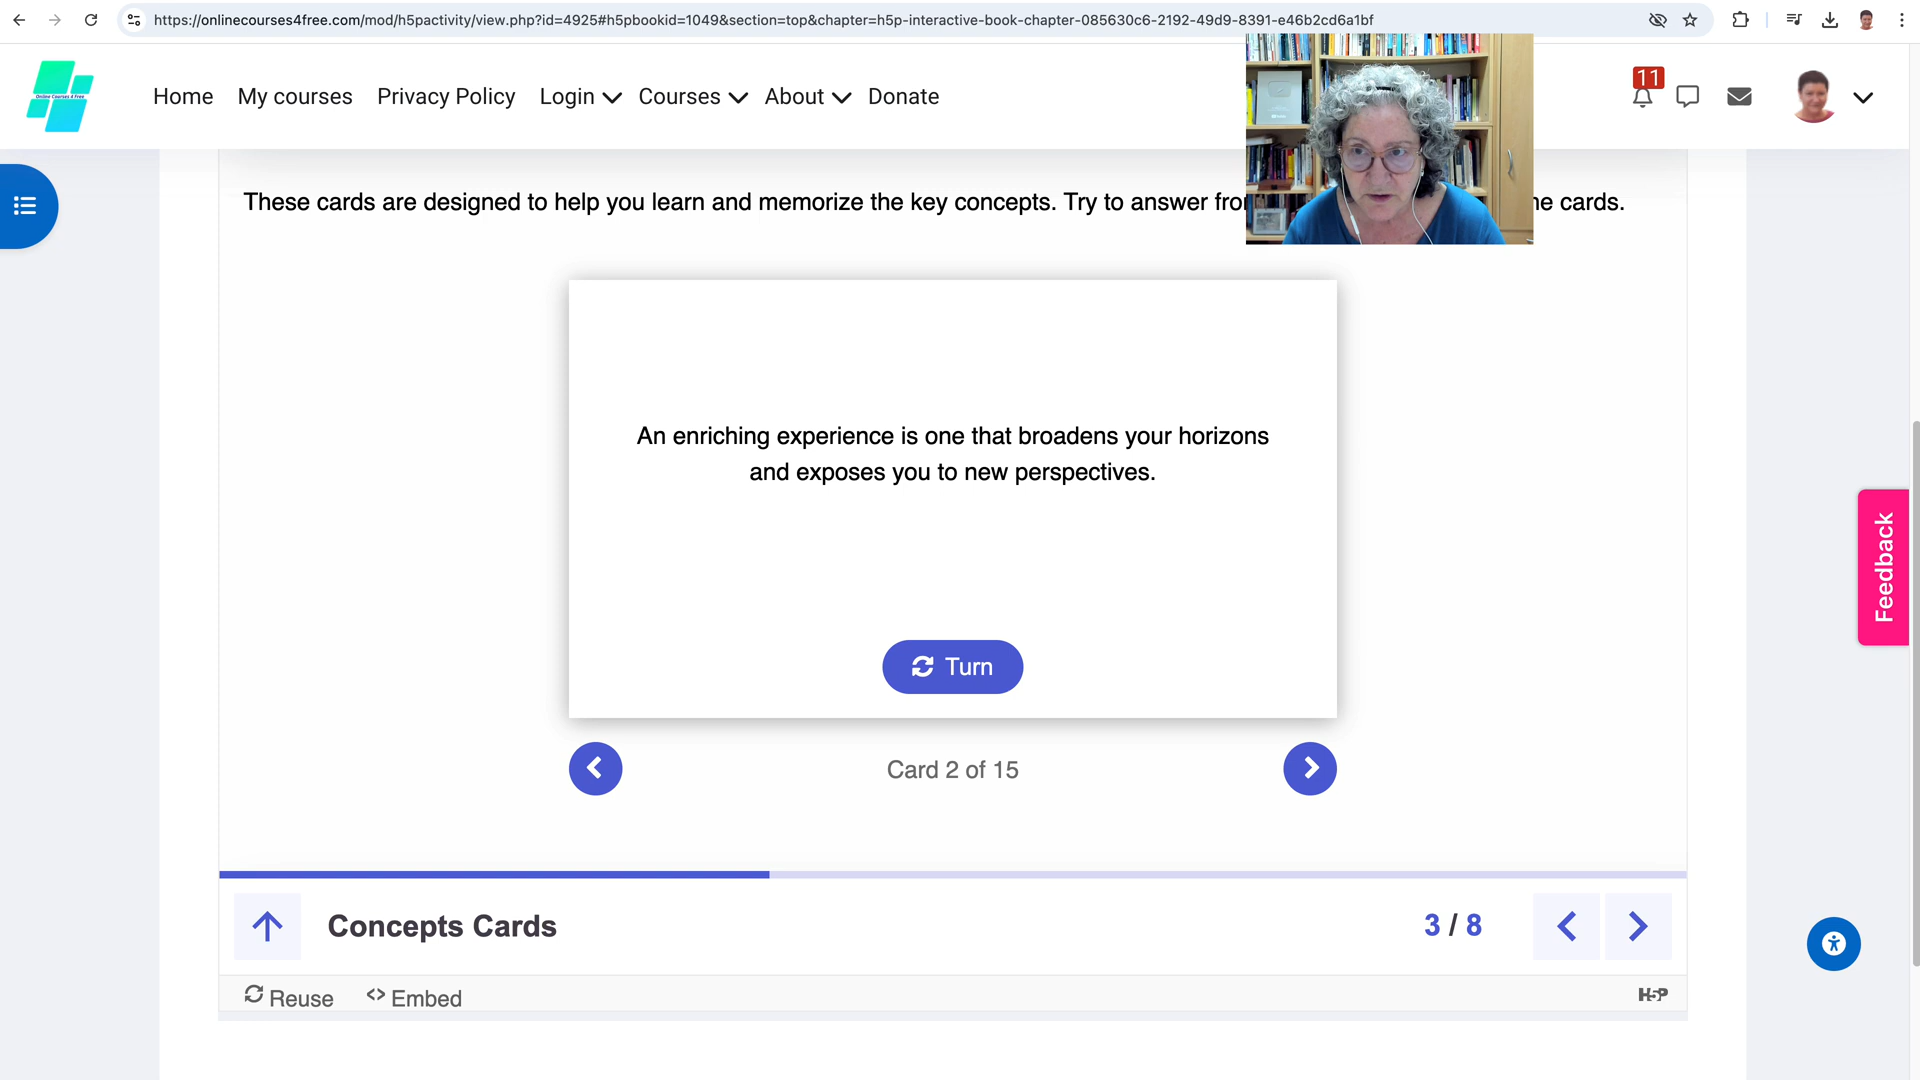 https://onlinecourses4free.com/mod/h5pactivity/view.php?id=4925#h5pbookid=1049&section=top&chapter=h5p-interactive-book-chapter-085630c6-2192-49d9-8391-e46b2cd6a1bf
Online Courses 4 Free
Home My courses Privacy Policy Login Courses About Donate
11
These cards are designed to help you learn and memorize the key concepts. Try to answer cards.
An enriching experience is one that broadens your horizons
and exposes you to new perspectives.
Turn
Card 2 of 15
Feedback
Concepts Cards
3 / 8
Reuse <> Embed
H5P